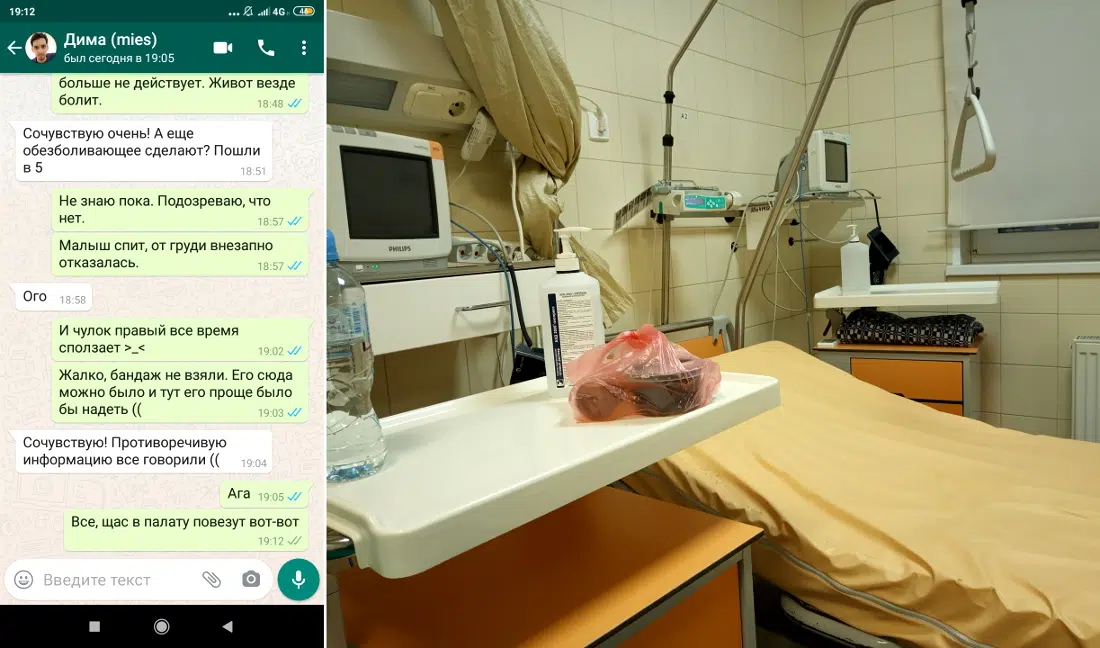 19:12
4G
46
Дима (mies)
был сегодня в 19:05
больше не действует. Живот везде
болит.
18:48
Сочувствую очень! А еще
обезболивающее сделают? Пошли
в 5
18:51
Не знаю пока. Подозреваю, что
нет.
18:57
Малыш спит, от груди внезапно
отказалась.
18:57
Ого
18:58
И чулок правый все время
сползает >_<
19:02
Жалко, бандаж не взяли. Его сюда
можно было и тут его проще было
бы надеть ((
19:03
Сочувствую! Противоречивую
информацию все говорили ((
19:04
Ага
19:05
Все, щас в палату повезут вот-вот
19:12
Введите текст
PHILIPS